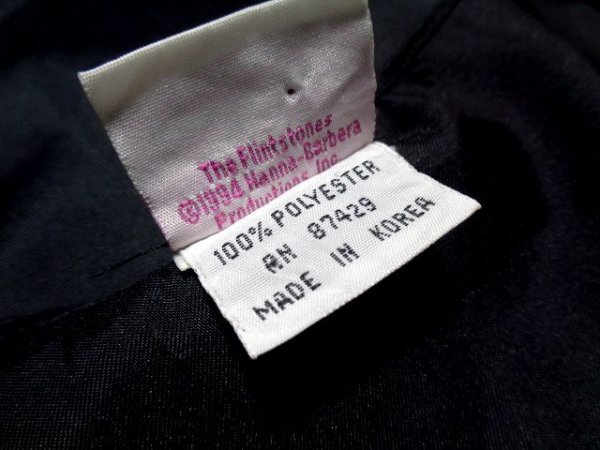 The Flintstones
©1994 Hanna-Barbera
Productions, Inc.
100% POLYESTER
RN 87429
MADE IN KOREA